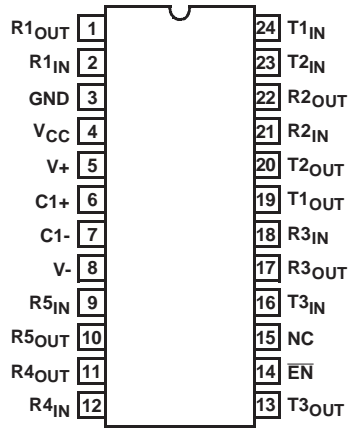 R1OUT 1 24 T1IN
R1IN 2 23 T2IN
GND 3 22 R2OUT
VCC 4 21 R2IN
V+ 5 20 T2OUT
C1+ 6 19 T1OUT
C1- 7 18 R3IN
V- 8 17 R3OUT
R5IN 9 16 T3IN
R5OUT 10 15 NC
R4OUT 11 14 E̅N̅
R4IN 12 13 T3OUT